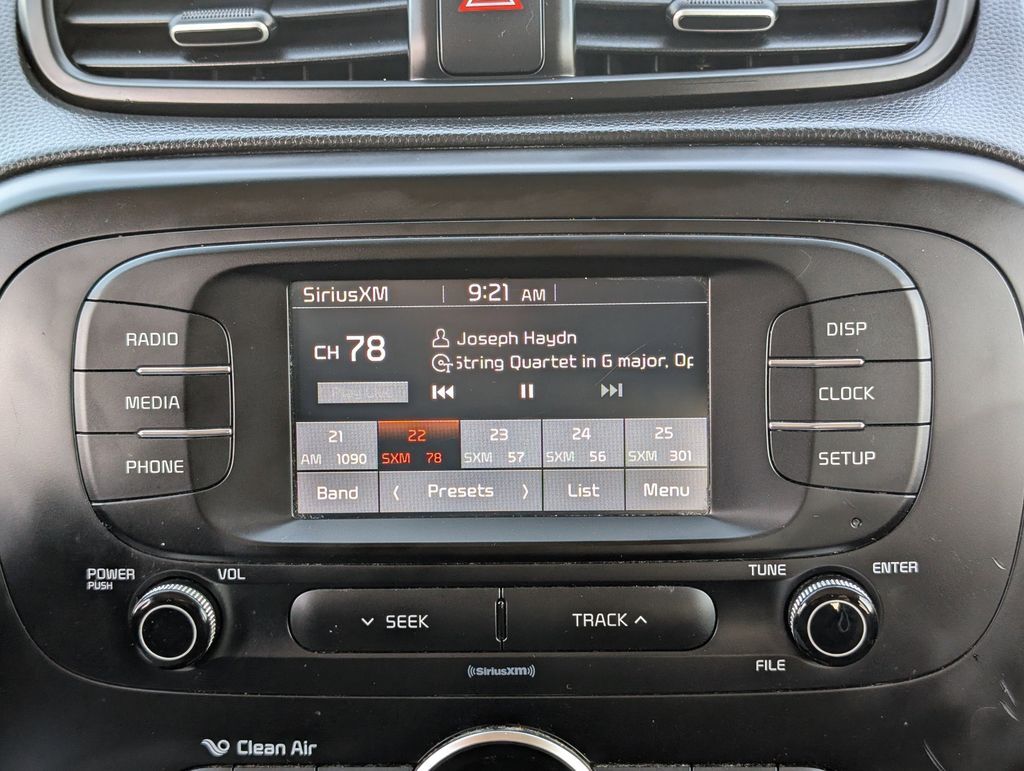 SiriusXM 9:21 AM
CH 78
Joseph Haydn
String Quartet in G major, Op
21 22 23 24 25
AM 1090 SXM 78 SXM 57 SXM 56 SXM 301
Band Presets List Menu
RADIO
MEDIA
PHONE
DISP
CLOCK
SETUP
POWER
PUSH
VOL
SEEK
TRACK
TUNE
ENTER
FILE
((SiriusXM))
Clean Air